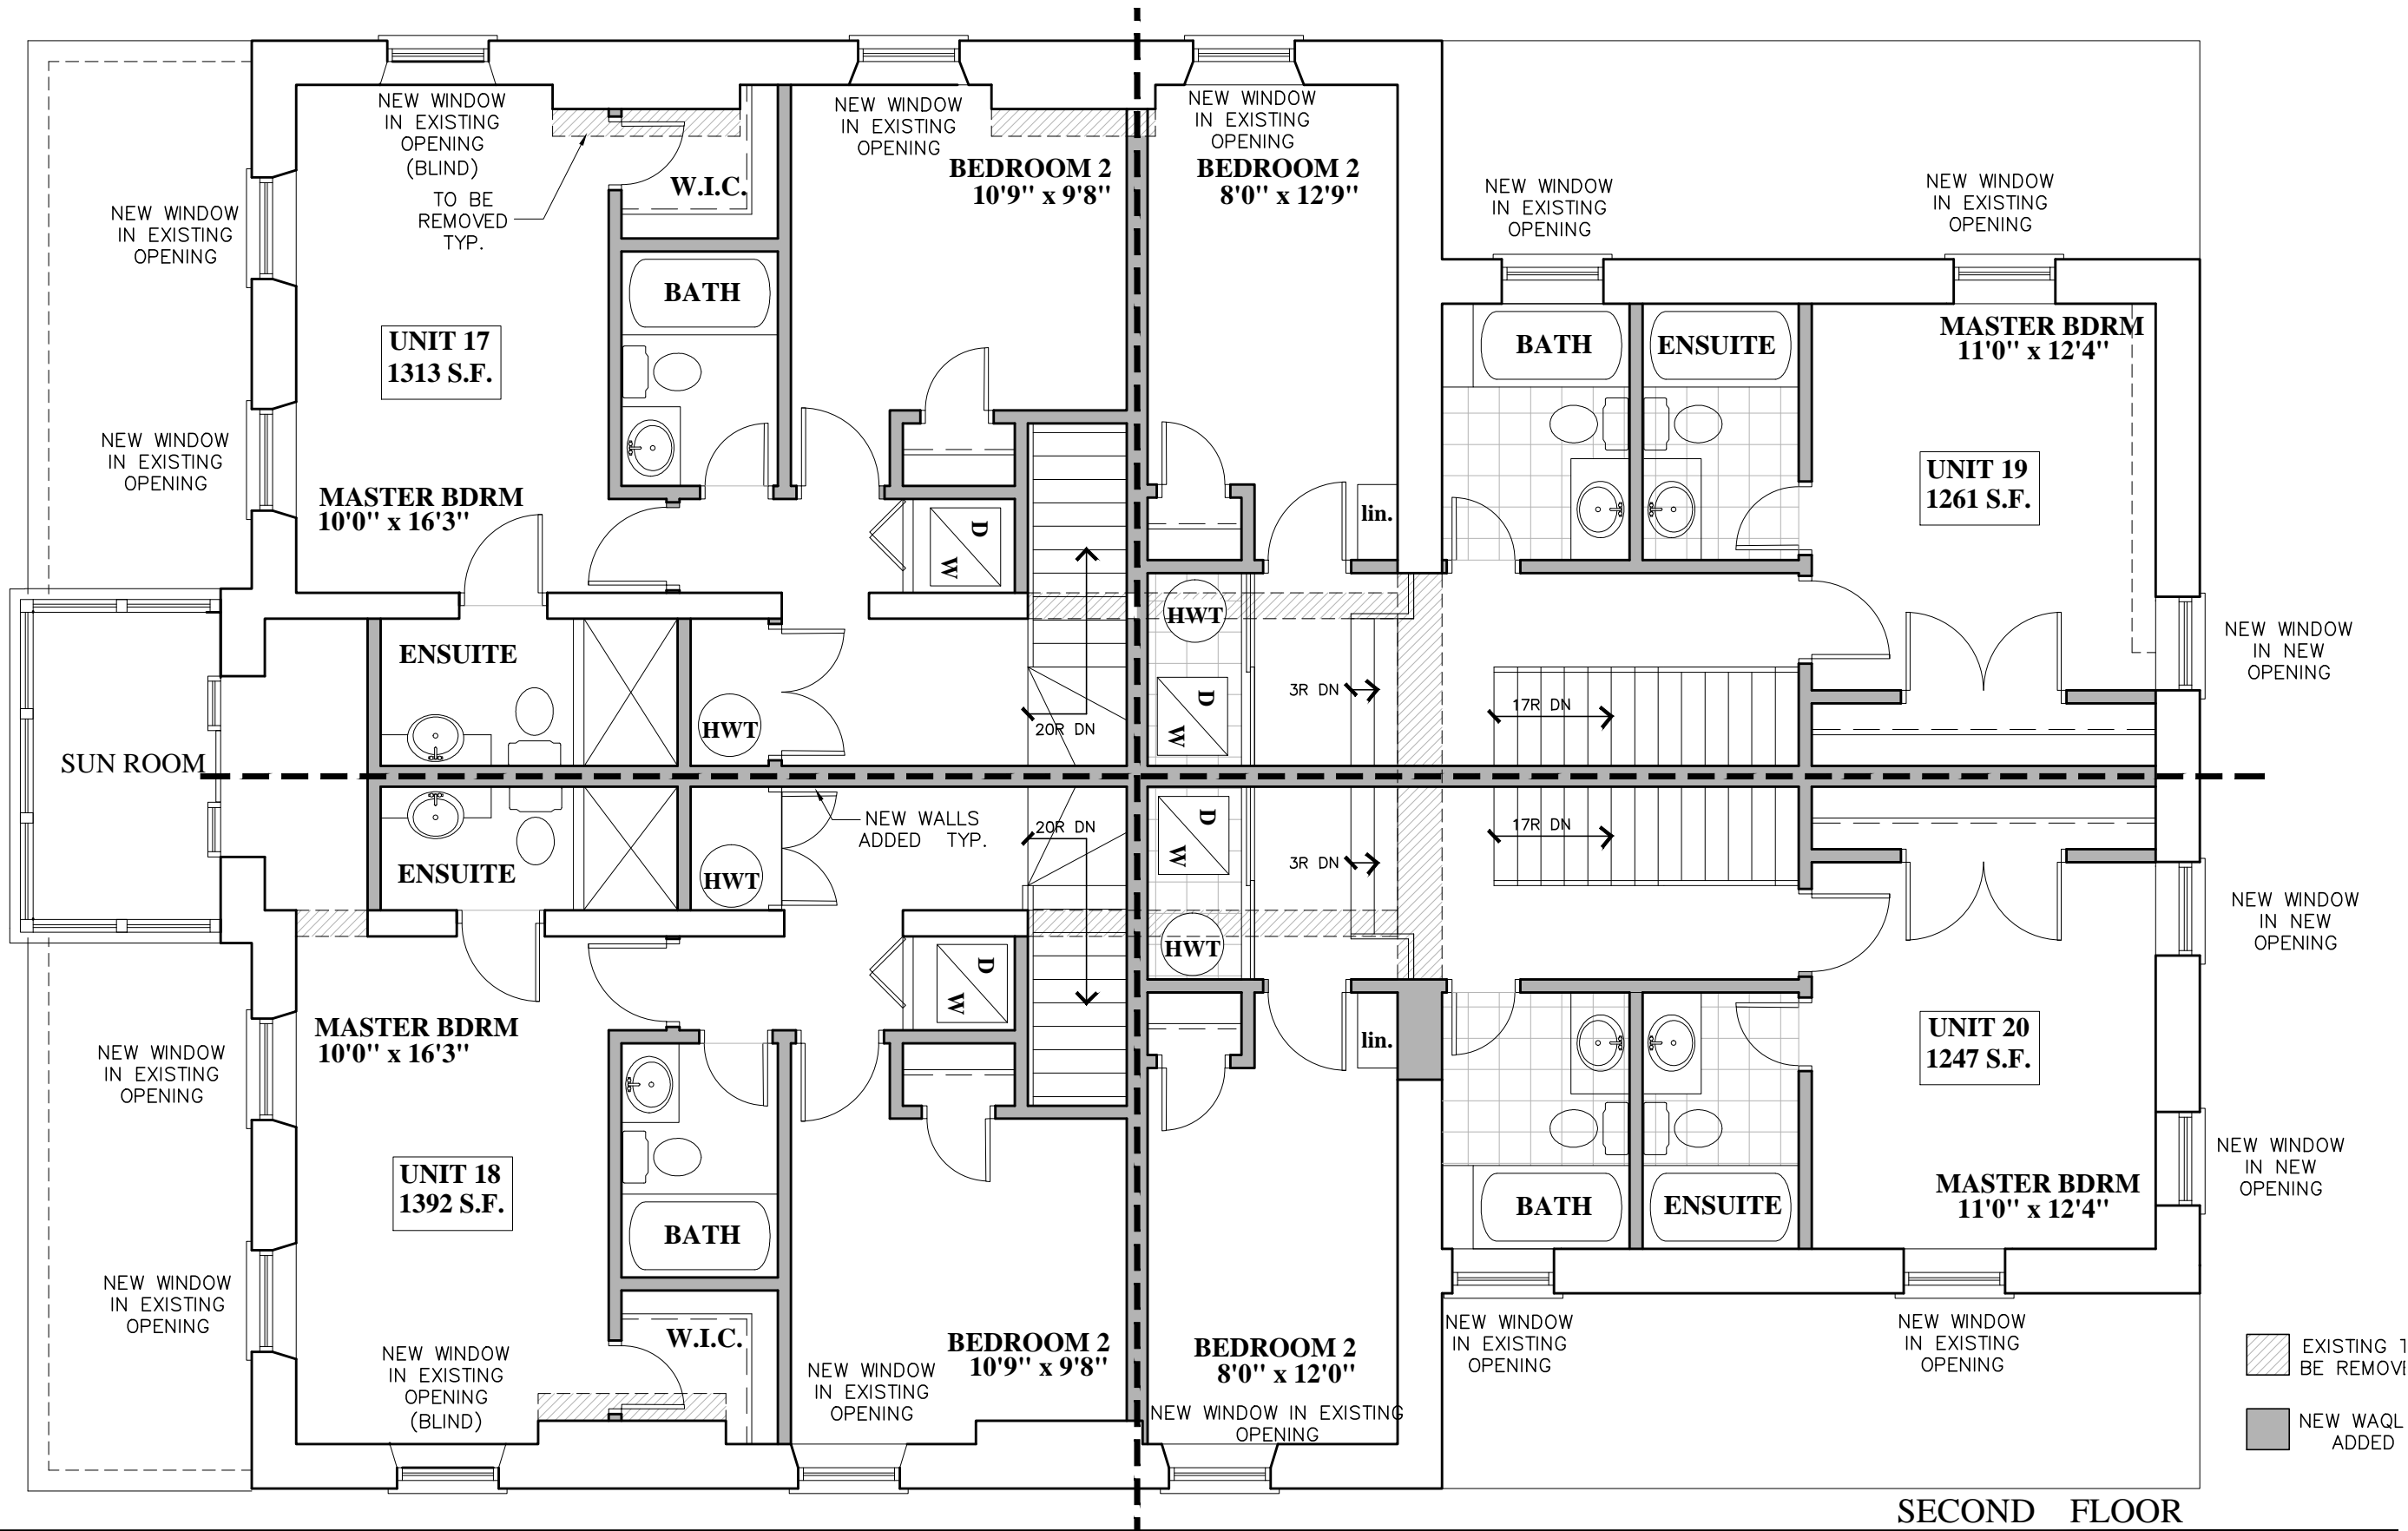 NEW WINDOW
IN EXISTING
OPENING
(BLIND)
NEW WINDOW
IN EXISTING
OPENING
NEW WINDOW
IN EXISTING
OPENING
TO BE
REMOVED
TYP.
W.I.C.
BEDROOM 2
10'9" x 9'8"
BEDROOM 2
8'0" x 12'9"
NEW WINDOW
IN EXISTING
OPENING
NEW WINDOW
IN EXISTING
OPENING
NEW WINDOW
IN EXISTING
OPENING
BATH
UNIT 17
1313 S.F.
BATH
ENSUITE
MASTER BDRM
11'0" x 12'4"
NEW WINDOW
IN EXISTING
OPENING
MASTER BDRM
10'0" x 16'3"
UNIT 19
1261 S.F.
lin.
D
W
HWT
ENSUITE
NEW WINDOW
IN NEW
OPENING
HWT
20R DN
D
W
3R DN
17R DN
SUN ROOM
NEW WALLS
ADDED TYP.
20R DN
D
W
3R DN
17R DN
ENSUITE
HWT
HWT
NEW WINDOW
IN NEW
OPENING
D
W
MASTER BDRM
10'0" x 16'3"
lin.
UNIT 20
1247 S.F.
NEW WINDOW
IN EXISTING
OPENING
NEW WINDOW
IN NEW
OPENING
UNIT 18
1392 S.F.
BATH
BATH
ENSUITE
MASTER BDRM
11'0" x 12'4"
NEW WINDOW
IN EXISTING
OPENING
W.I.C.
NEW WINDOW
IN EXISTING
OPENING
(BLIND)
BEDROOM 2
10'9" x 9'8"
NEW WINDOW
IN EXISTING
OPENING
BEDROOM 2
8'0" x 12'0"
NEW WINDOW IN EXISTING
OPENING
NEW WINDOW
IN EXISTING
OPENING
NEW WINDOW
IN EXISTING
OPENING
EXISTING
BE REMOVE
NEW WAQL
ADDED
SECOND FLOOR